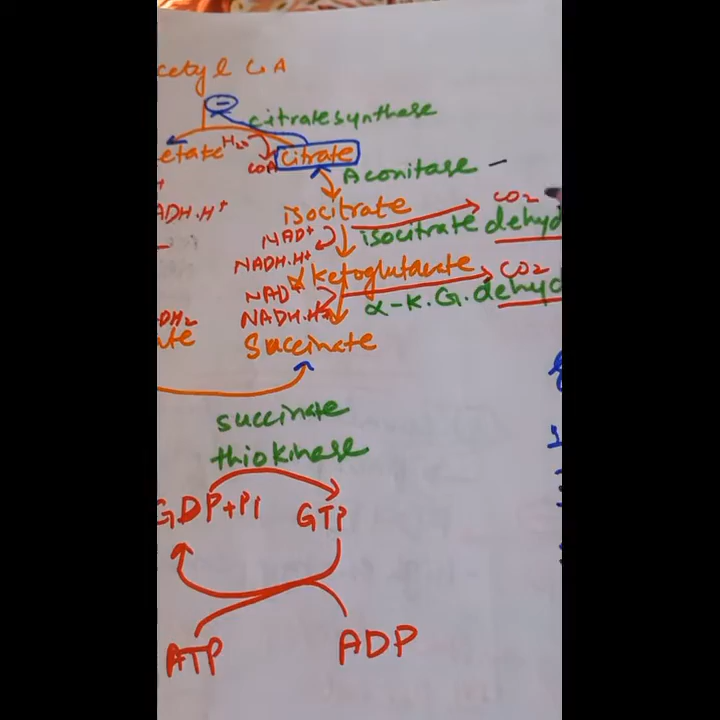 cetyl COA
citrate synthase
etate H₂O COA citrate
Aconitase -
isocitrate CO2
ADH.H⁺ NAD⁺ isocitrate dehyd
NADH.H⁺
α ketoglutarate CO2
NAD⁺ α-K.G. dehyd
NADH.H⁺
DH₂
ate Succinate
succinate
thiokinase
GDP+Pi GTP
ATP ADP